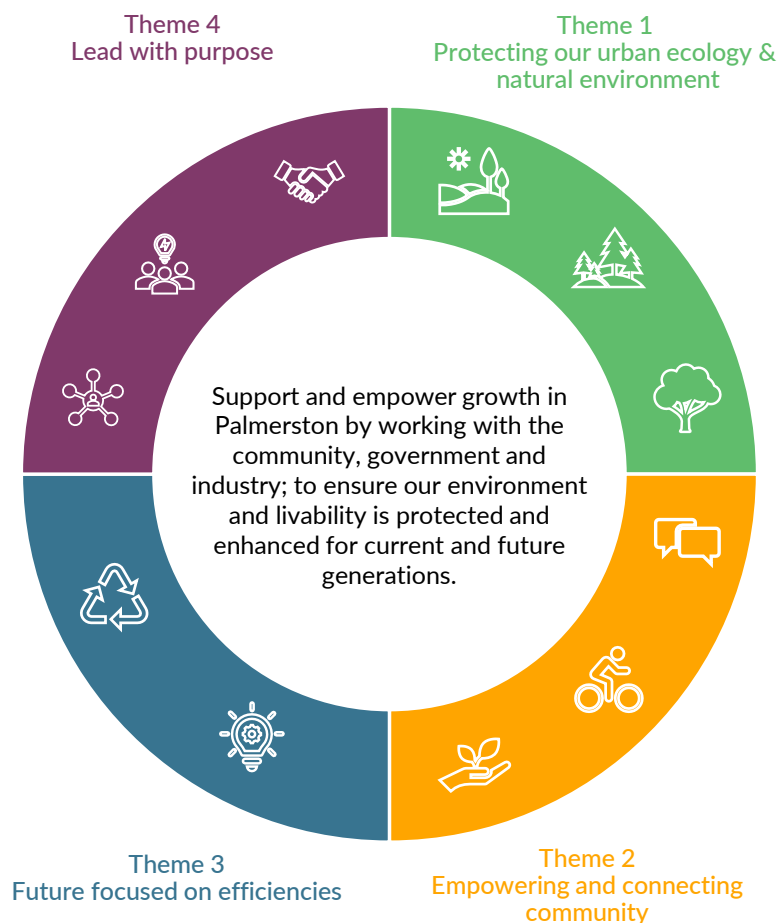 Theme 4
Lead with purpose
Theme 1
Protecting our urban ecology &
natural environment
Support and empower growth in
Palmerston by working with the
community, government and
industry; to ensure our environment
and livability is protected and
enhanced for current and future
generations.
Theme 3
Future focused on efficiencies
Theme 2
Empowering and connecting
community